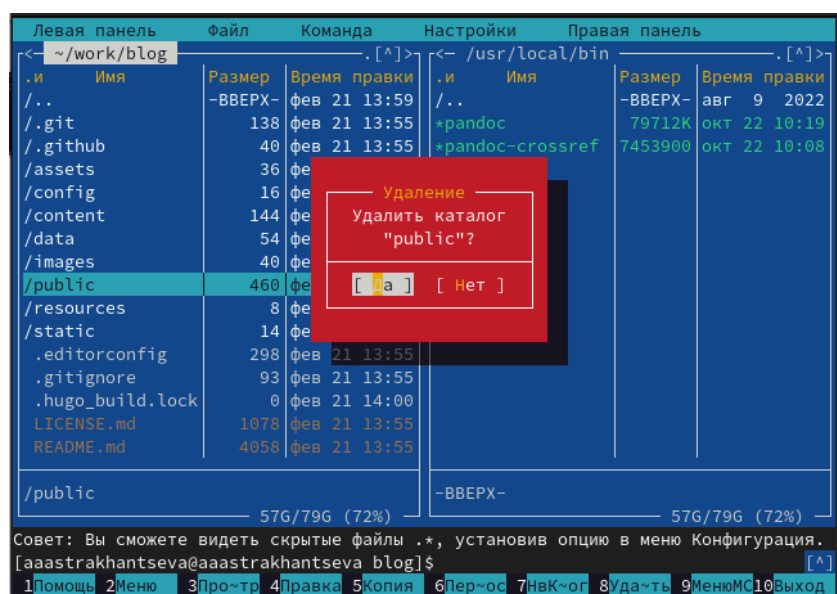 Левая панель Файл Команда Настройки Правая панель
<— ~/work/blog .[^]> <— /usr/local/bin .[^]>
.и Имя Размер Время правки .и Имя Размер Время правки
/.. -ВВЕРХ- фев 21 13:59 /.. -ВВЕРХ- авг 9 2022
/.git 138 фев 21 13:55 *pandoc 79712K окт 22 10:19
/.github 40 фев 21 13:55 *pandoc-crossref 7453900 окт 22 10:08
/assets 36 фе
/config 16 фе Удаление
/content 144 фе Удалить каталог
/data 54 фе "public"?
/images 40 фе
/public 460 фе [ Да ] [ Нет ]
/resources 8 фе
/static 14 фе
.editorconfig 298 фев 21 13:55
.gitignore 93 фев 21 13:55
.hugo_build.lock 0 фев 21 14:00
LICENSE.md 1078 фев 21 13:55
README.md 4058 фев 21 13:55
/public -ВВЕРХ-
57G/79G (72%) 57G/79G (72%)
Совет: Вы сможете видеть скрытые файлы .*, установив опцию в меню Конфигурация.
[aaastrakhantseva@aaastrakhantseva blog]$ [^]
1Помощь 2Меню 3Про~тр 4Правка 5Копия 6Пер~ос 7НвК~ог 8Уда~ть 9МенюMC 10Выход